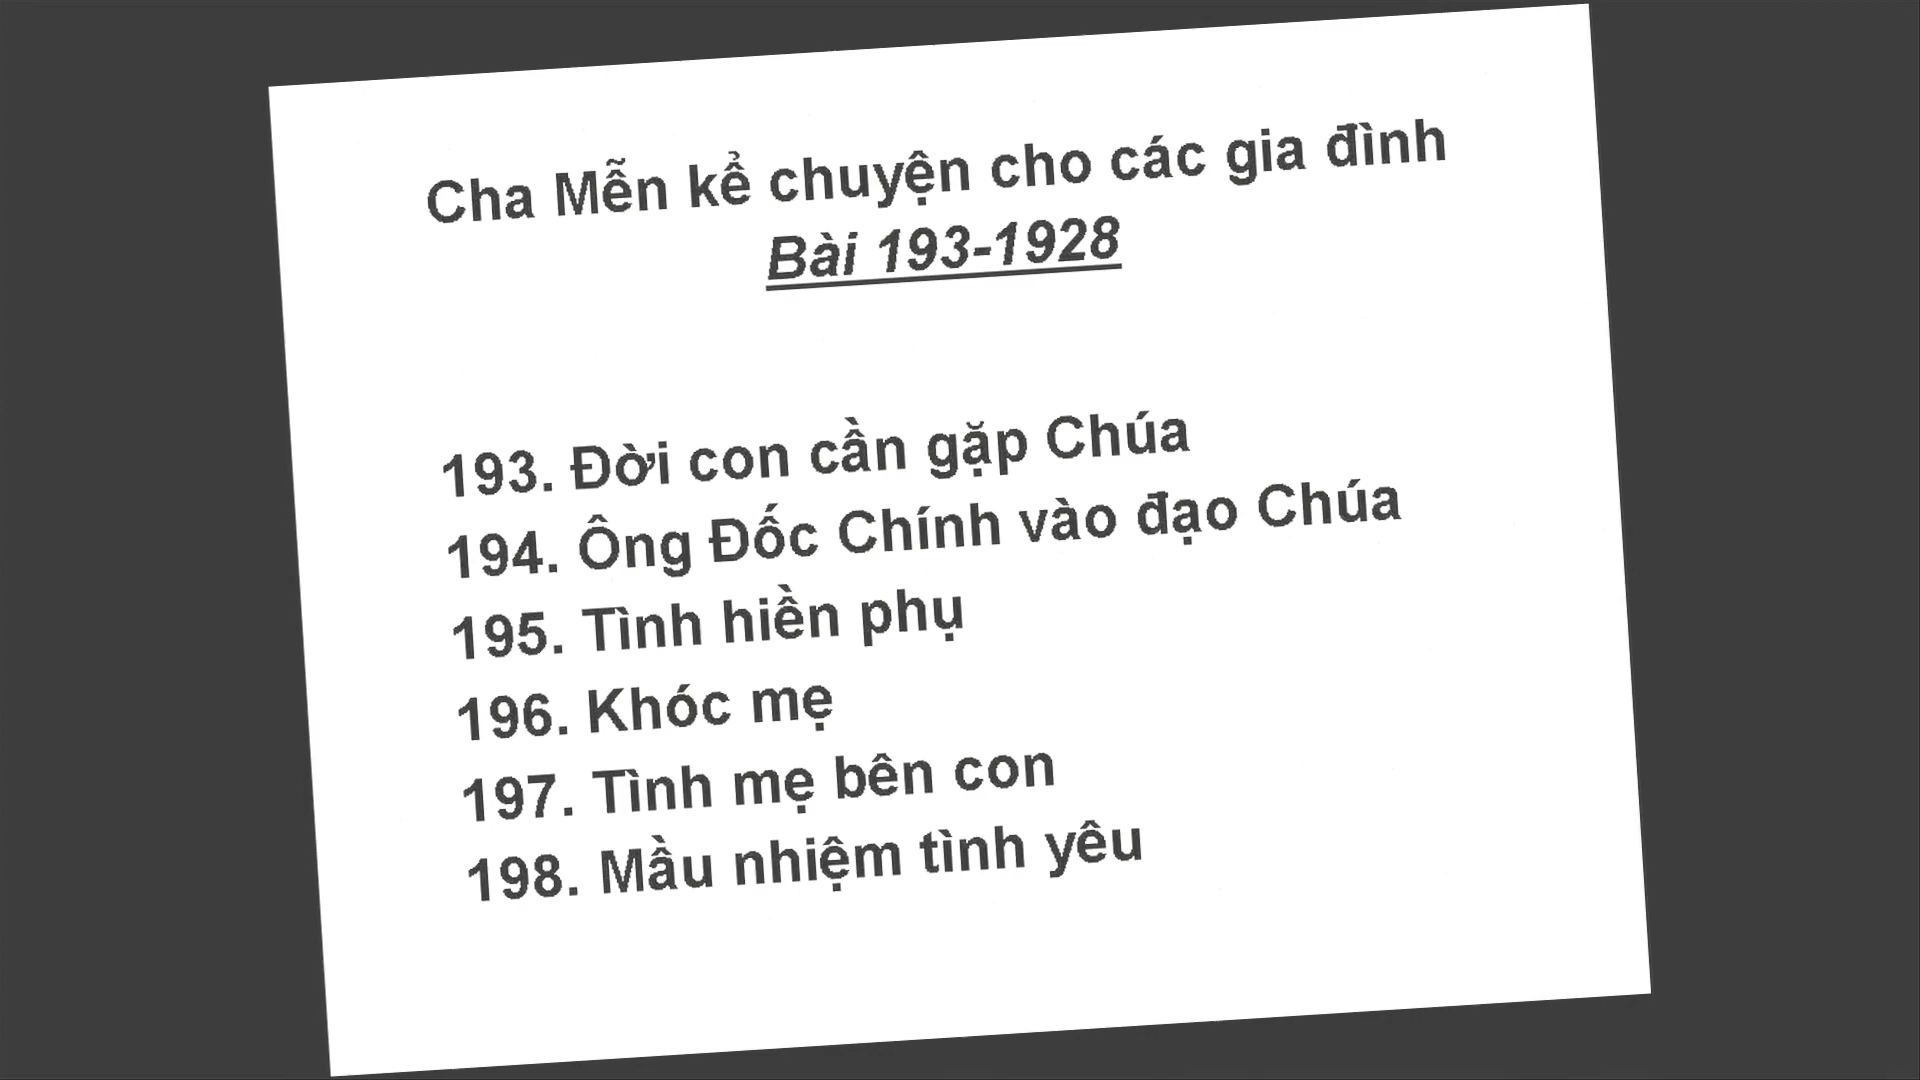 Cha Mễn kể chuyện cho các gia đình
Bài 193-1928
193. Đời con cần gặp Chúa
194. Ông Đốc Chính vào đạo Chúa
195. Tình hiền phụ
196. Khóc mẹ
197. Tình mẹ bên con
198. Mầu nhiệm tình yêu